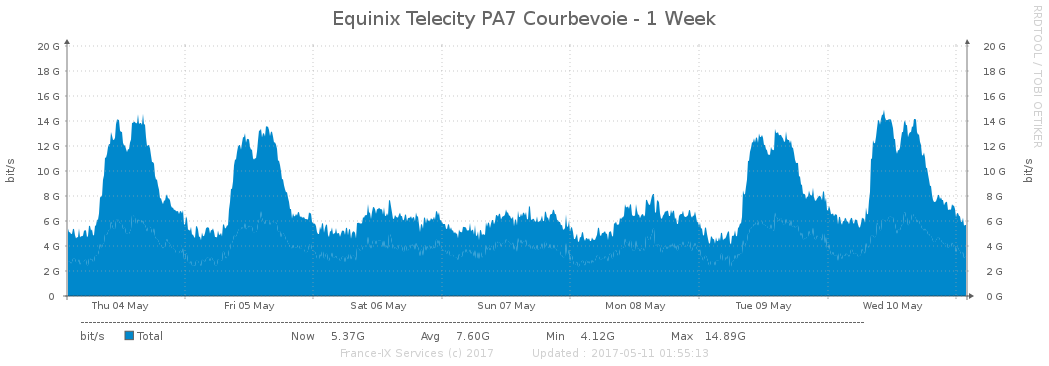 Equinix Telecity PA7 Courbevoie - 1 Week
RRDTOOL / TOBI OETIKER
bit/s
20 G 20 G
18 G 18 G
16 G 16 G
14 G 14 G
12 G 12 G
10 G 10 G
8 G 8 G
6 G 6 G
4 G 4 G
2 G 2 G
0 0 G
bit/s
Thu 04 May Fri 05 May Sat 06 May Sun 07 May Mon 08 May Tue 09 May Wed 10 May
bit/s Total Now 5.37G Avg 7.60G Min 4.12G Max 14.89G
France-IX Services (c) 2017 Updated : 2017-05-11 01:55:13